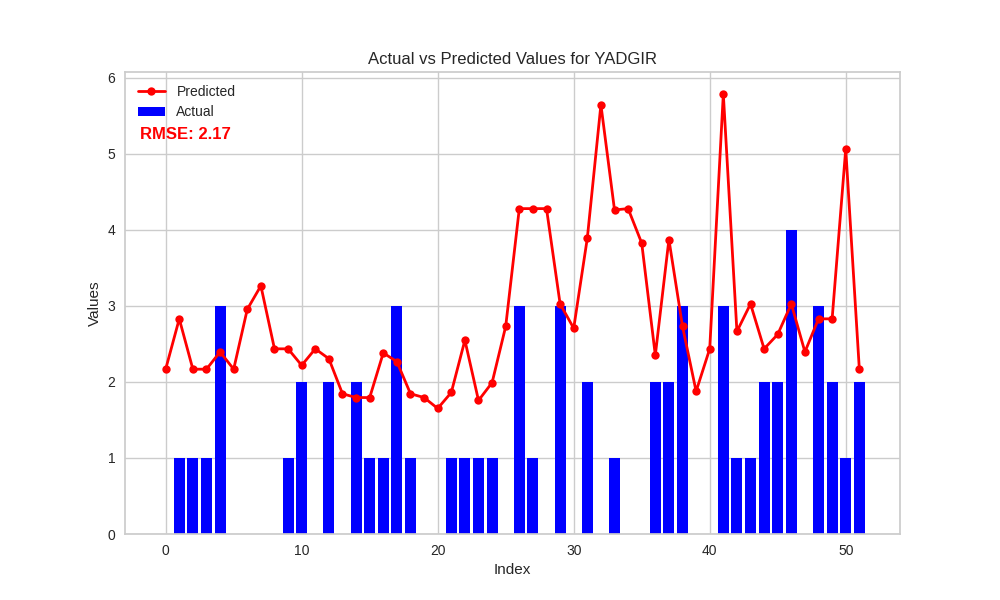 Actual vs Predicted Values for YADGIR
Predicted
Actual
RMSE: 2.17
Values
6
5
4
3
2
1
0
0 10 20 30 40 50
Index